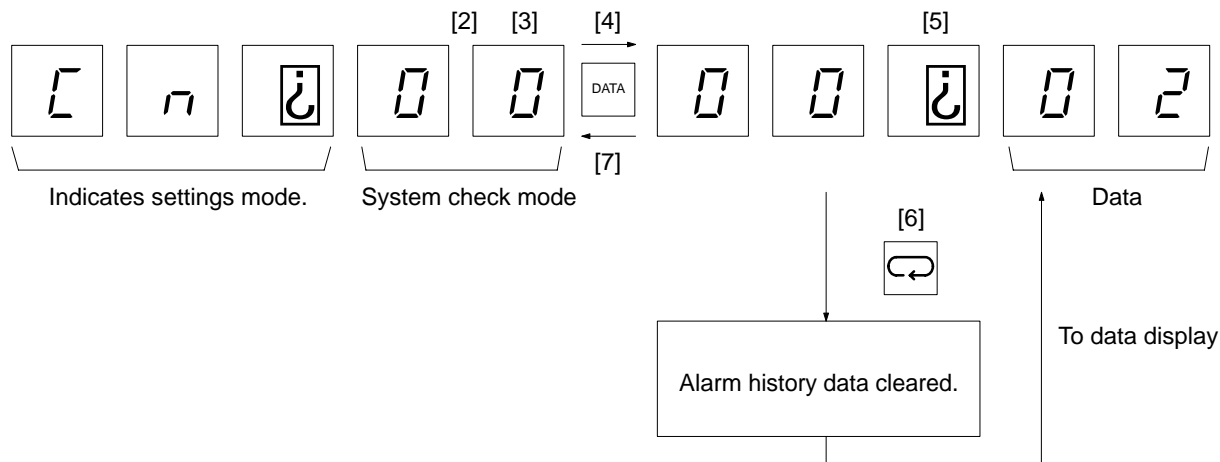 [2] [3] [4] [5]
C n ¿ 0 0 DATA 0 0 ¿ 0 2
[7]
Indicates settings mode. System check mode Data
[6]
To data display
Alarm history data cleared.